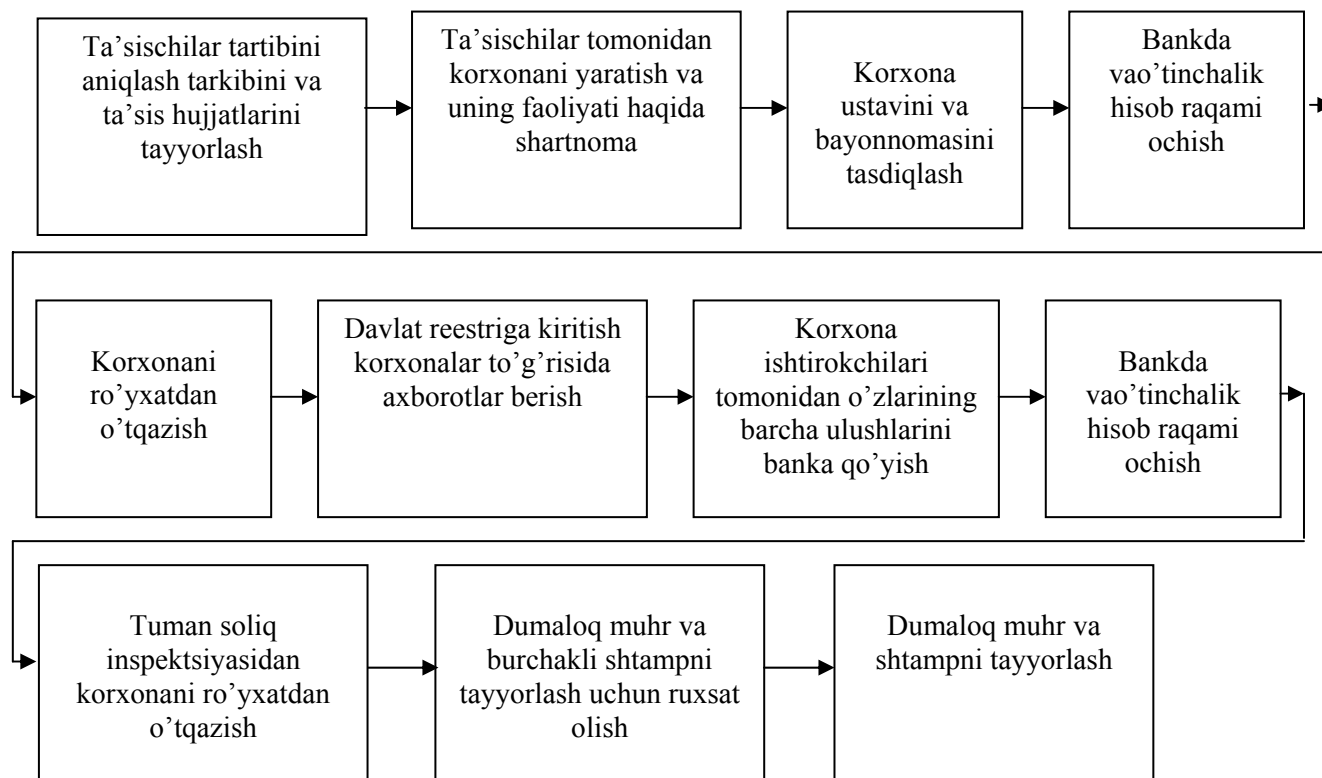 Ta’sischilar tartibini
aniqlash tarkibini va
ta’sis hujjatlarini
tayyorlash
Ta’sischilar tomonidan
korxonani yaratish va
uning faoliyati haqida
shartnoma
Korxona
ustavini va
bayonnomasini
tasdiqlash
Bankda
vao’tinchalik
hisob raqami
ochish
Korxonani
ro’yxatdan
o’tqazish
Davlat reestriga kiritish
korxonalar to’g’risida
axborotlar berish
Korxona
ishtirokchilari
tomonidan o’zlarining
barcha ulushlarini
banka qo’yish
Bankda
vao’tinchalik
hisob raqami
ochish
Tuman soliq
inspektsiyasidan
korxonani ro’yxatdan
o’tqazish
Dumaloq muhr va
burchakli shtampni
tayyorlash uchun ruxsat
olish
Dumaloq muhr va
shtampni tayyorlash